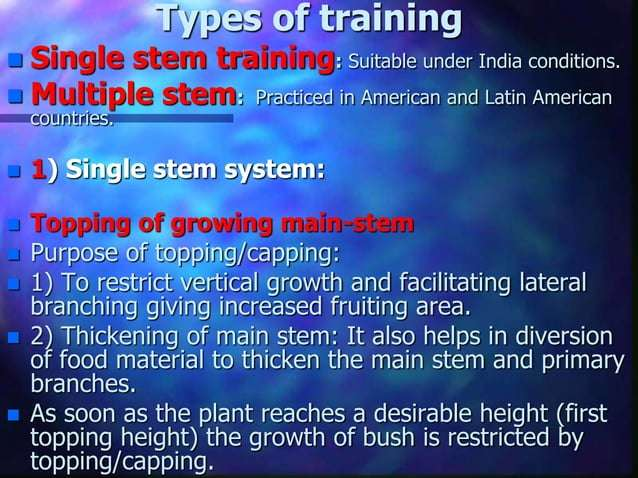 Types of training
Single stem training: Suitable under India conditions.
Multiple stem: Practiced in American and Latin American
countries.
1) Single stem system:
Topping of growing main-stem
Purpose of topping/capping:
1) To restrict vertical growth and facilitating lateral
branching giving increased fruiting area.
2) Thickening of main stem: It also helps in diversion
of food material to thicken the main stem and primary
branches.
As soon as the plant reaches a desirable height (first
topping height) the growth of bush is restricted by
topping/capping.